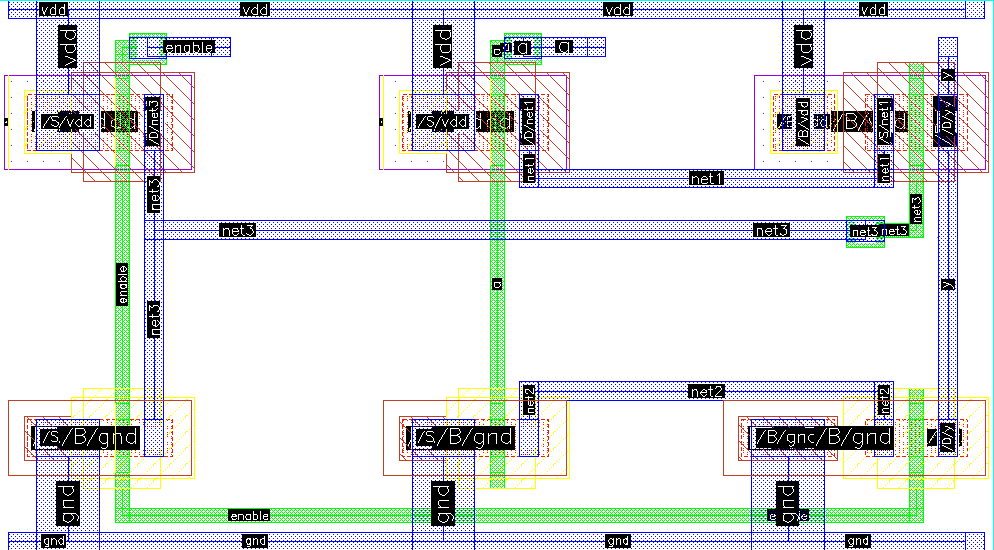 vdd vdd vdd vdd
vdd vdd vdd
enable a a y
/S/vdd /D/net3 /S/vdd /D/net1 /B/vdd /B/ /S/net1 /D/y
net1 net1 net1
net3 net3
net3 net3 net3 net3
enable a y
net3
net2 net2 net2
/S /B/gnd /S /B/gnd /B/gnd /B/gnd /D/y
gnd gnd gnd
enable
gnd gnd gnd gnd